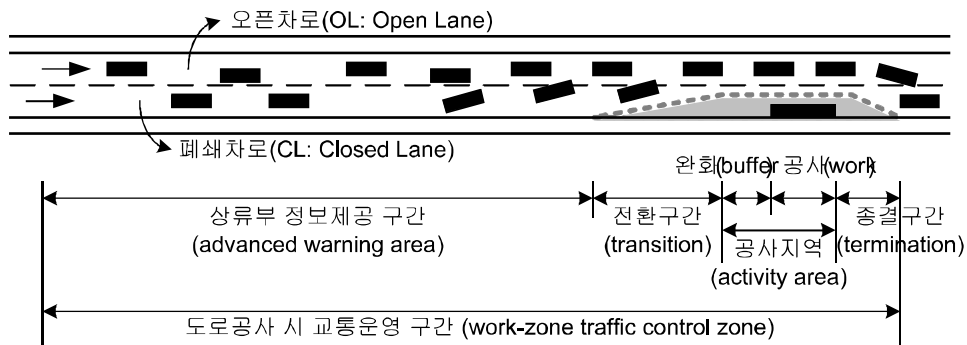 오픈차로(OL: Open Lane)
폐쇄차로(CL: Closed Lane)
완화(buffer) 공사(work)
상류부 정보제공 구간
(advanced warning area)
전환구간
(transition)
공사지역
(activity area)
종결구간
(termination)
도로공사 시 교통운영 구간 (work-zone traffic control zone)